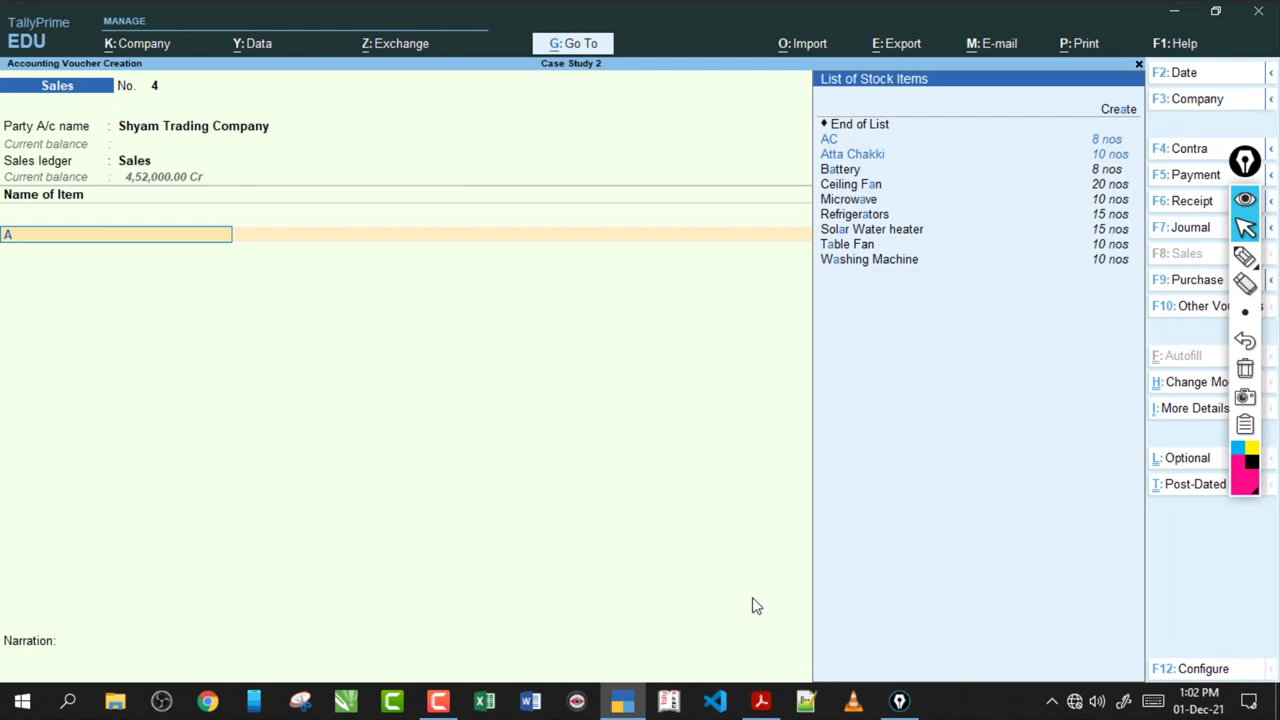 TallyPrime
EDU
MANAGE
K: Company
Y: Data
Z: Exchange
G: Go To
O: Import
E: Export
M: E-mail
P: Print
F1: Help
Accounting Voucher Creation
Case Study 2
Sales No. 4
Party A/c name : Shyam Trading Company
Current balance :
Sales ledger : Sales
Current balance : 4,52,000.00 Cr
Name of Item
A
Narration:
List of Stock Items
Create
♦ End of List
AC 8 nos
Atta Chakki 10 nos
Battery 8 nos
Ceiling Fan 20 nos
Microwave 10 nos
Refrigerators 15 nos
Solar Water heater 15 nos
Table Fan 10 nos
Washing Machine 10 nos
F2: Date
F3: Company
F4: Contra
F5: Payment
F6: Receipt
F7: Journal
F8: Sales
F9: Purchase
F10: Other Vo
F: Autofill
H: Change Mo
I: More Details
L: Optional
T: Post-Dated
F12: Configure
1:02 PM
01-Dec-21